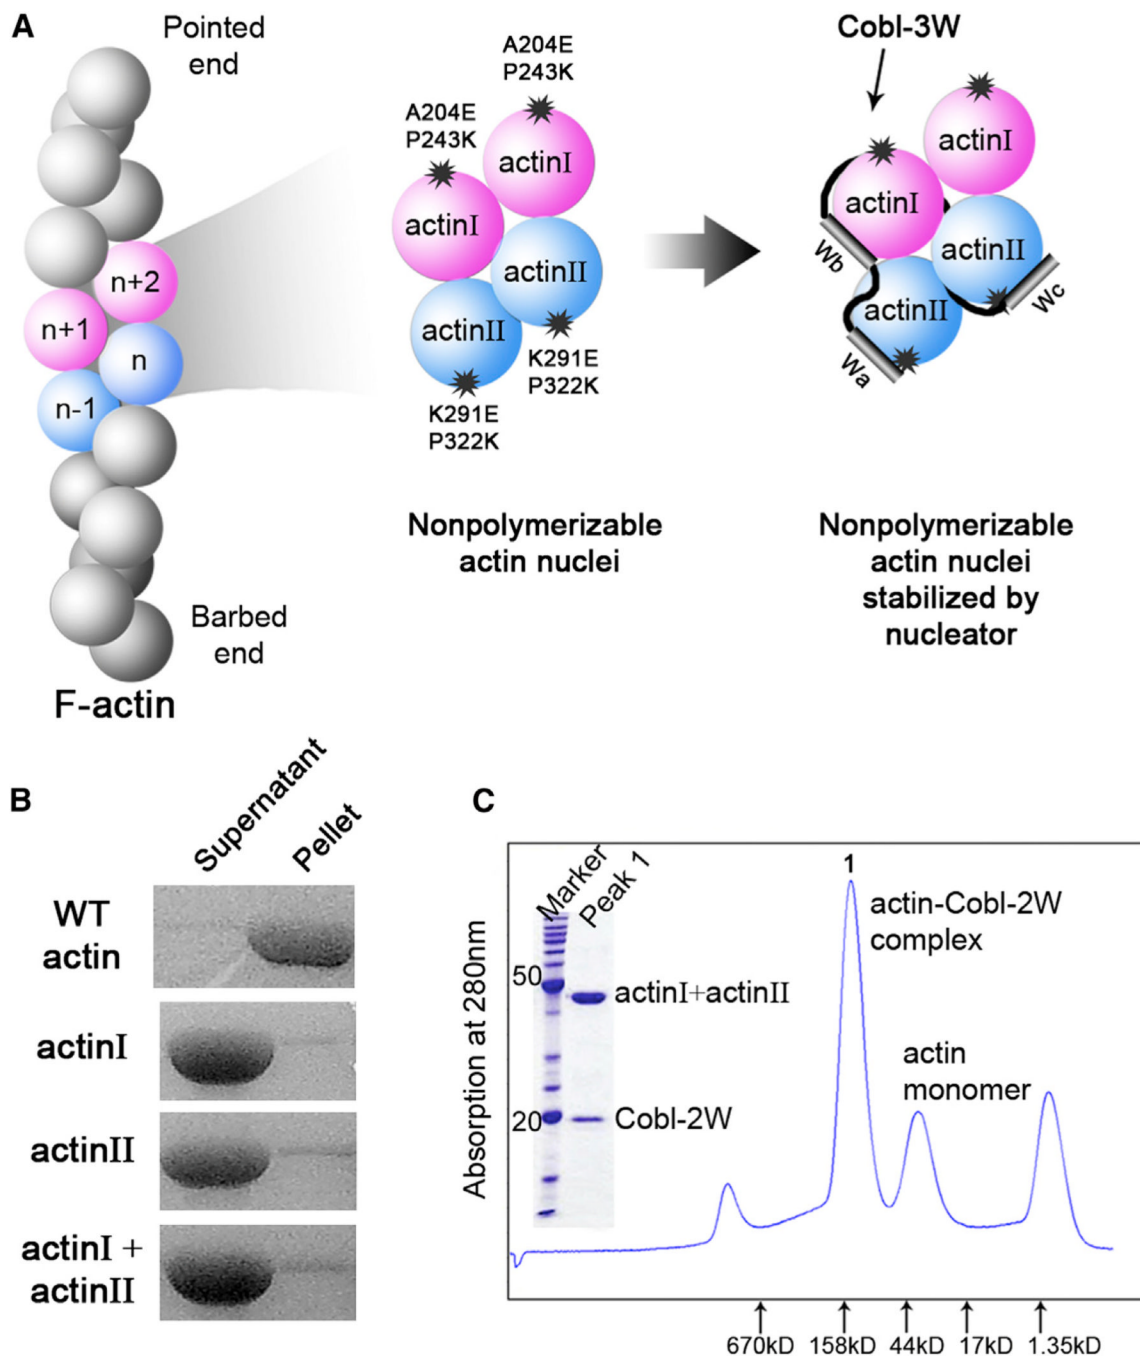 A
Pointed
end
n+2
n+1
n
n-1
Barbed
end
F-actin
A204E
P243K
A204E
P243K
actinI
actinI
actinII
actinII
K291E
P322K
K291E
P322K
Nonpolymerizable
actin nuclei
Cobl-3W
actinI
actinI
actinII
actinII
Wb
Wa
Wc
Nonpolymerizable
actin nuclei
stabilized by
nucleator
B
Supernatant
Pellet
WT
actin
actinI
actinII
actinI +
actinII
C
Absorption at 280nm
Marker
Peak 1
50
20
actinI+actinII
Cobl-2W
1
actin-Cobl-2W
complex
actin
monomer
670kD 158kD 44kD 17kD 1.35kD